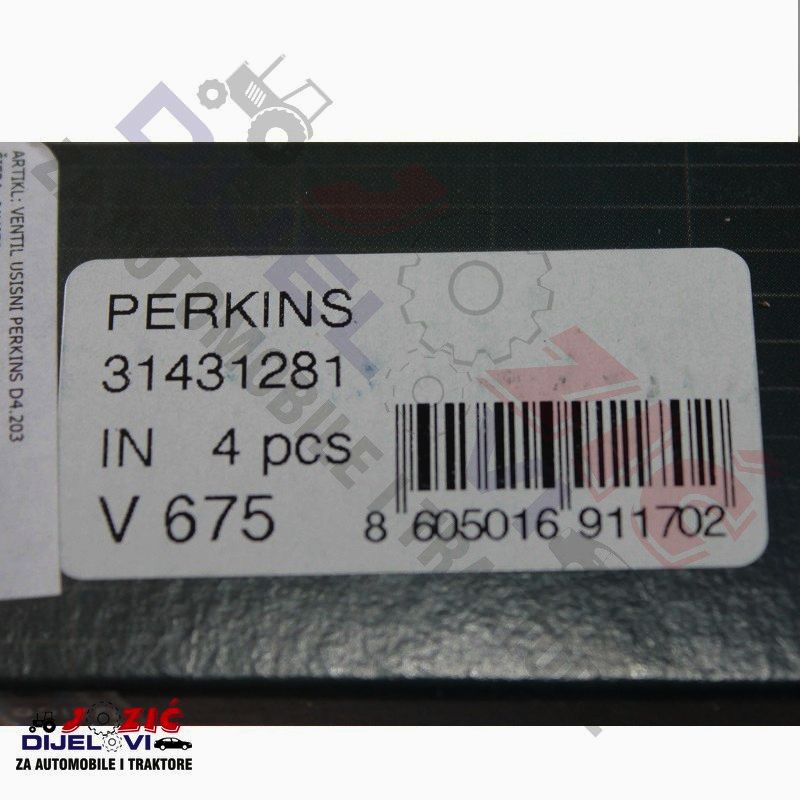 ARTIKL: VENTIL USISNI PERKINS D4.203
PERKINS
31431281
IN 4 pcs
V 675
8 605016 911702
JOZIĆ
DIJELOVI
ZA AUTOMOBILE I TRAKTORE